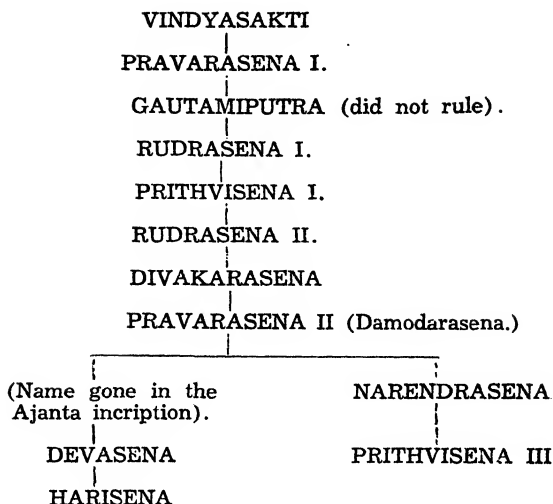 VINDYASAKTI
PRAVARASENA I.
GAUTAMIPUTRA (did not rule).
RUDRASENA I.
PRITHVISENA I.
RUDRASENA II.
DIVAKARASENA
PRAVARASENA II (Damodarasena.)
(Name gone in the
Ajanta incription).
NARENDRASENA
DEVASENA
PRITHVISENA III
HARISENA